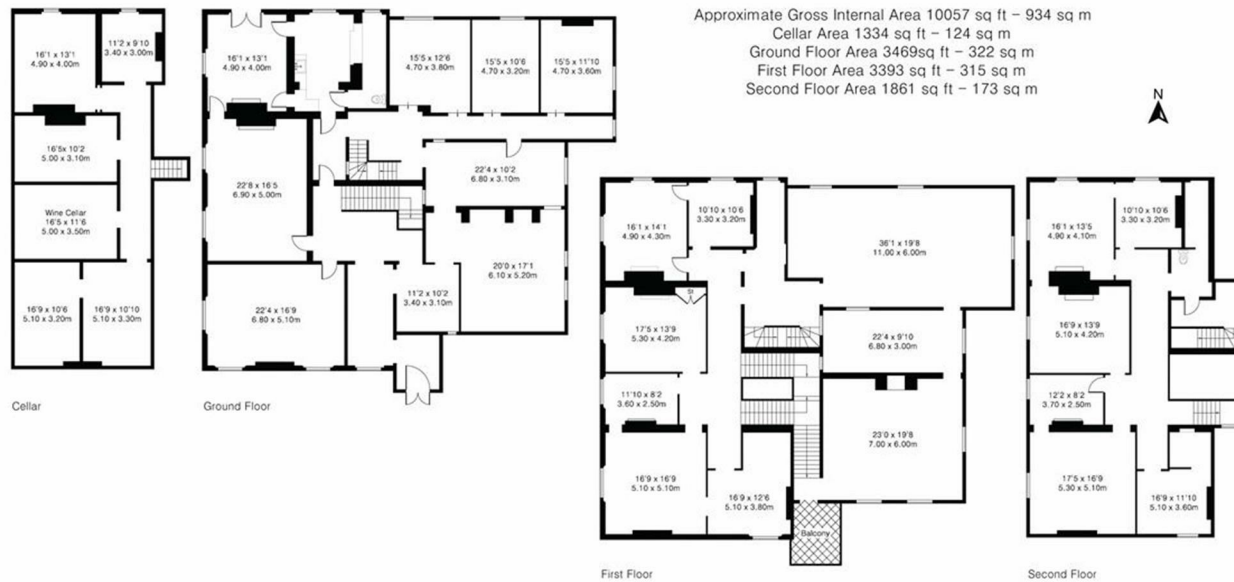 Approximate Gross Internal Area 10057 sq ft - 934 sq m
Cellar Area 1334 sq ft - 124 sq m
Ground Floor Area 3469sq ft - 322 sq m
First Floor Area 3393 sq ft - 315 sq m
Second Floor Area 1861 sq ft - 173 sq m
N
16'1 x 13'1
4.90 x 4.00m
11'2 x 9'10
3.40 x 3.00m
16'5x 10'2
5.00 x 3.10m
Wine Cellar
16'5 x 11'6
5.00 x 3.50m
16'9 x 10'6
5.10 x 3.20m
16'9 x 10'10
5.10 x 3.30m
Cellar
16'1 x 13'1
4.90 x 4.00m
15'5 x 12'6
4.70 x 3.80m
15'5 x 10'6
4.70 x 3.20m
15'5 x 11'10
4.70 x 3.60m
22'8 x 16'5
6.90 x 5.00m
22'4 x 10'2
6.80 x 3.10m
20'0 x 17'1
6.10 x 5.20m
11'2 x 10'2
3.40 x 3.10m
22'4 x 16'9
6.80 x 5.10m
Ground Floor
16'1 x 14'1
4.90 x 4.30m
10'10 x 10'6
3.30 x 3.20m
36'1 x 19'8
11.00 x 6.00m
St
17'5 x 13'9
5.30 x 4.20m
22'4 x 9'10
6.80 x 3.00m
11'10 x 8'2
3.60 x 2.50m
23'0 x 19'8
7.00 x 6.00m
16'9 x 16'9
5.10 x 5.10m
16'9 x 12'6
5.10 x 3.80m
Balcony
First Floor
16'1 x 13'5
4.90 x 4.10m
10'10 x 10'6
3.30 x 3.20m
16'9 x 13'9
5.10 x 4.20m
12'2 x 8'2
3.70 x 2.50m
17'5 x 16'9
5.30 x 5.10m
16'9 x 11'10
5.10 x 3.60m
Second Floor